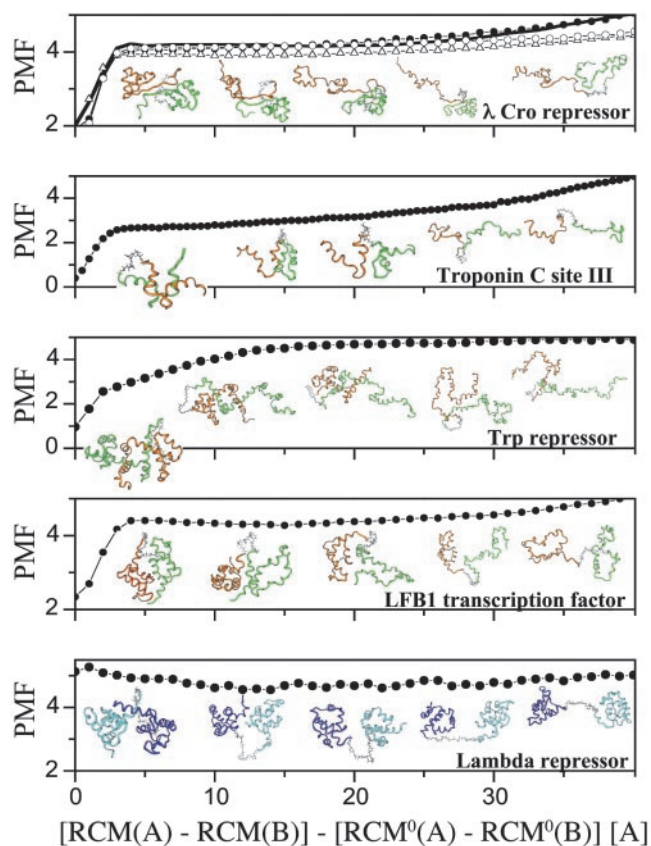 PMF
4
2
λ Cro repressor
PMF
4
2
0
Troponin C site III
PMF
4
2
0
Trp repressor
PMF
4
2
LFB1 transcription factor
PMF
4
2
Lambda repressor
0 10 20 30
[RCM(A) - RCM(B)] - [RCM⁰(A) - RCM⁰(B)] [A]